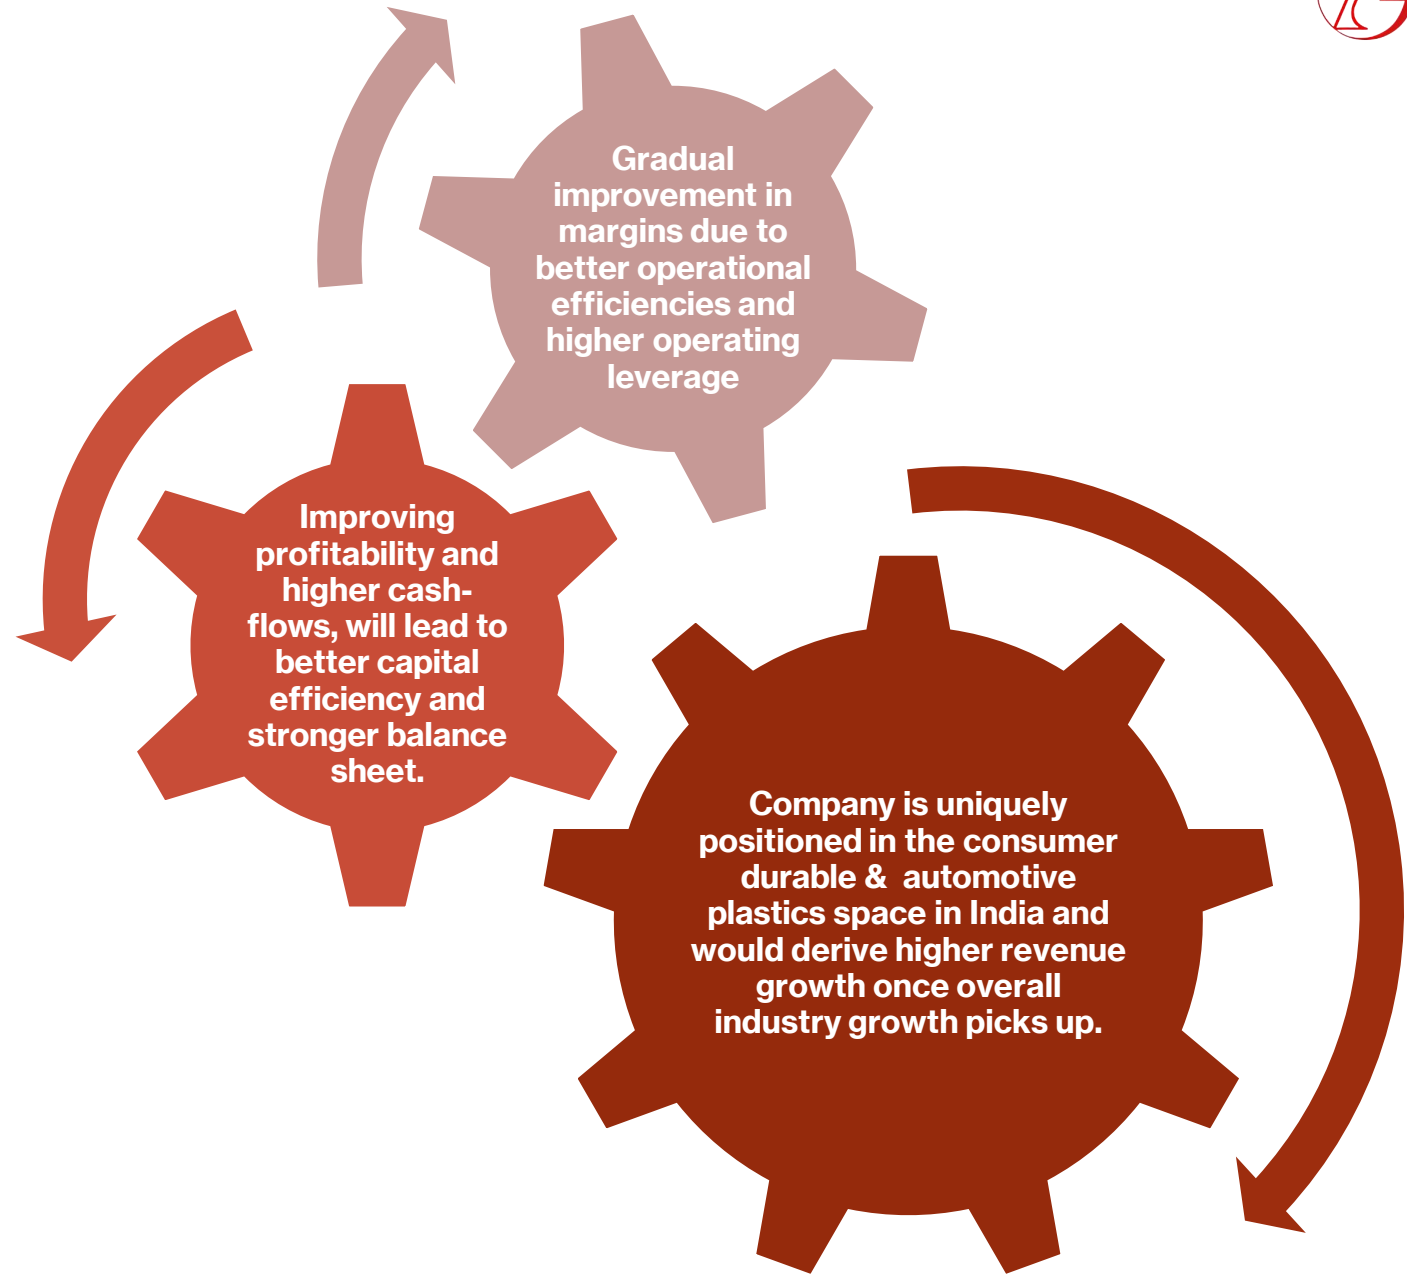 Gradual
improvement in
margins due to
better operational
efficiencies and
higher operating
leverage
Improving
profitability and
higher cash-
flows, will lead to
better capital
efficiency and
stronger balance
sheet.
Company is uniquely
positioned in the consumer
durable &  automotive
plastics space in India and
would derive higher revenue
growth once overall
industry growth picks up.